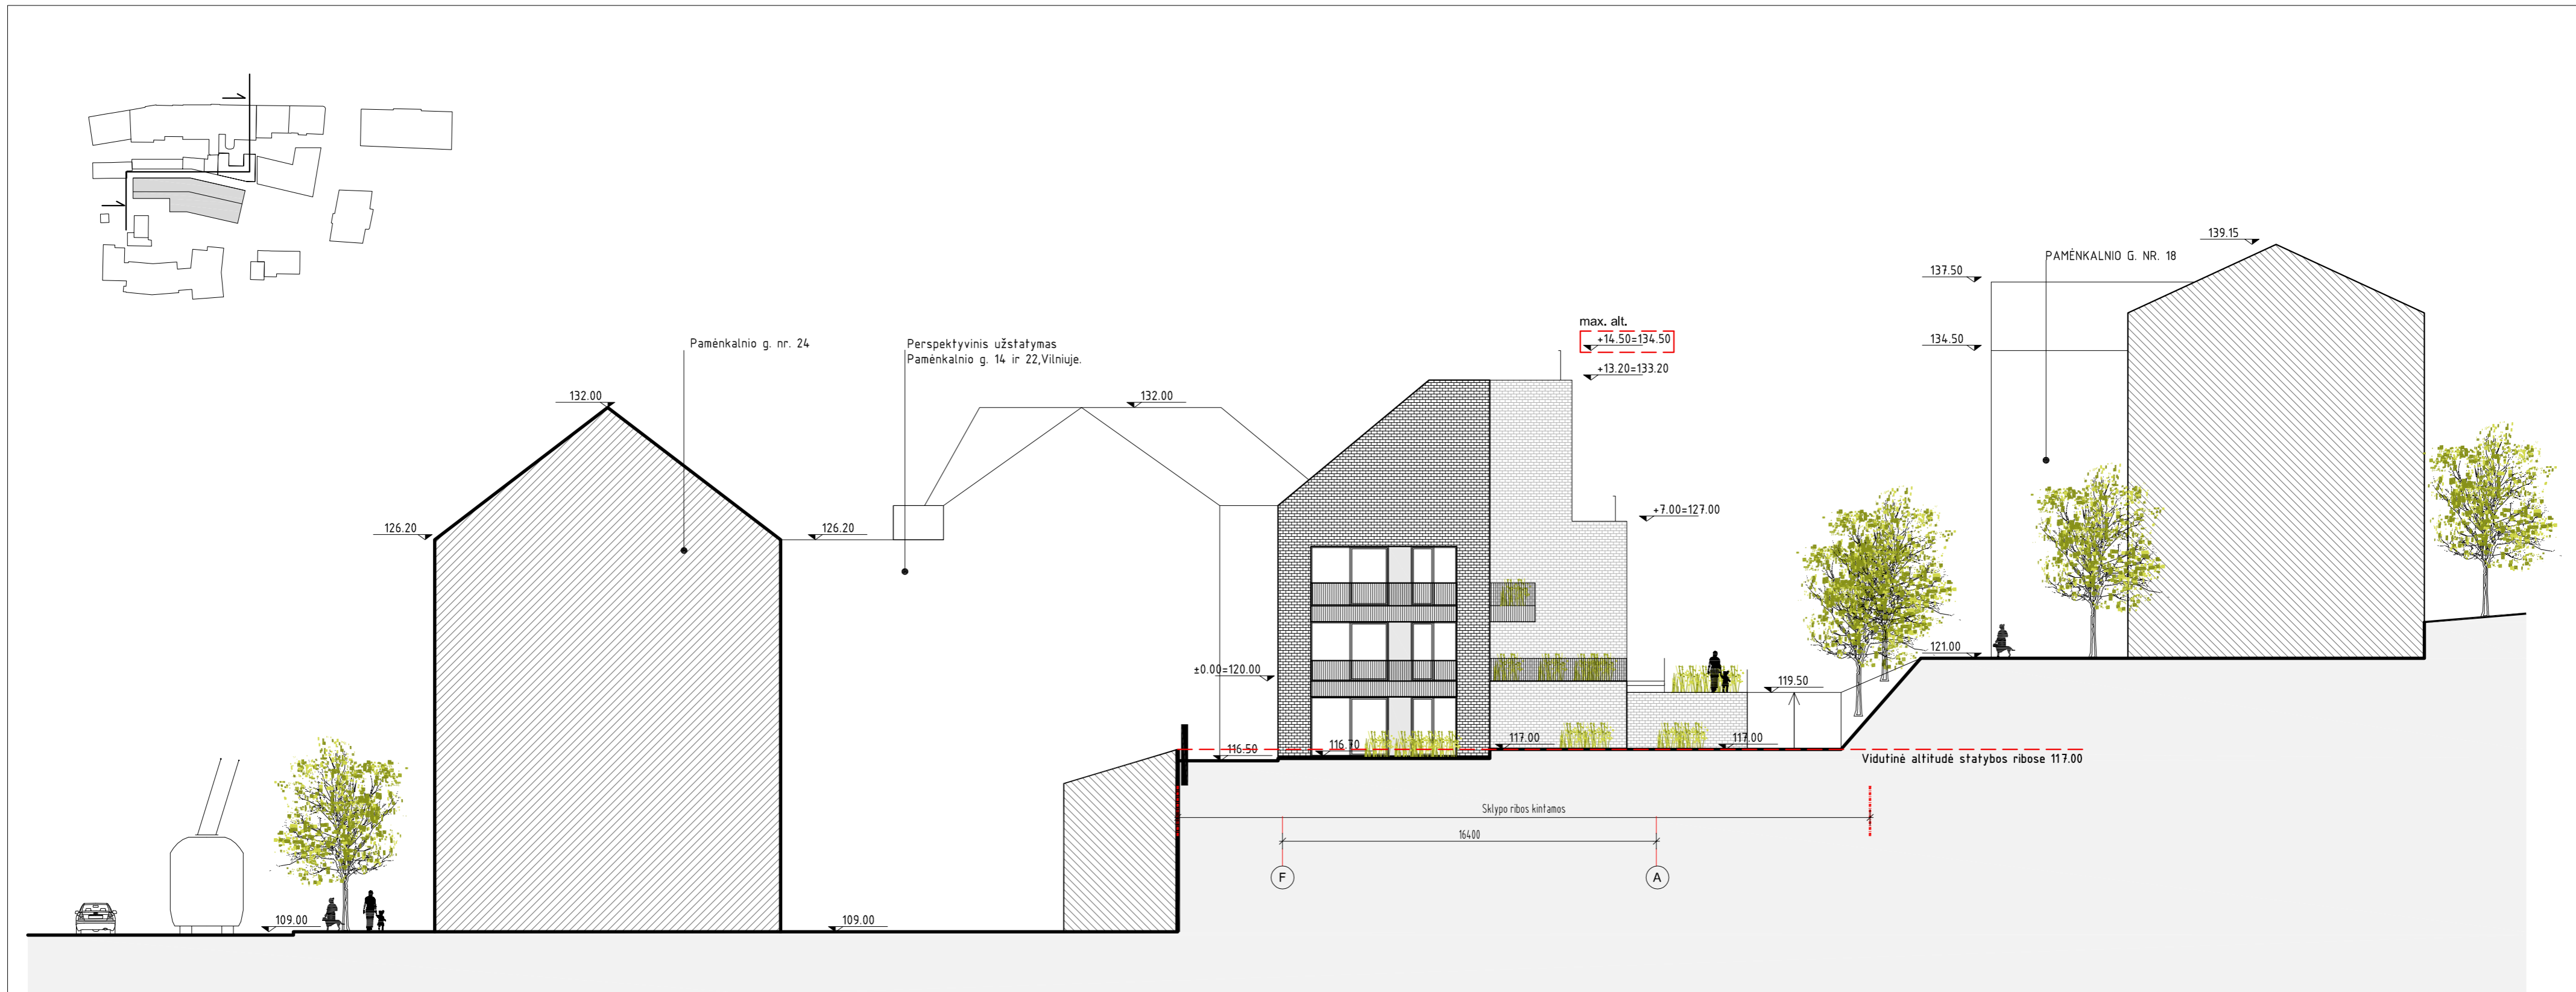 139.15
PAMĖNKALNIO G. NR. 18
137.50
max. alt.
+14.50=134.50
134.50
Pamėnkalnio g. nr. 24
Perspektyvinis užstatymas
Pamėnkalnio g. 14 ir 22,Vilniuje.
+13.20=133.20
132.00
132.00
+7.00=127.00
126.20
126.20
121.00
±0.00=120.00
119.50
117.00
117.00
116.50
116.70
Vidutinė altitudė statybos ribose 117.00
Sklypo ribos kintamos
16400
F
A
109.00
109.00